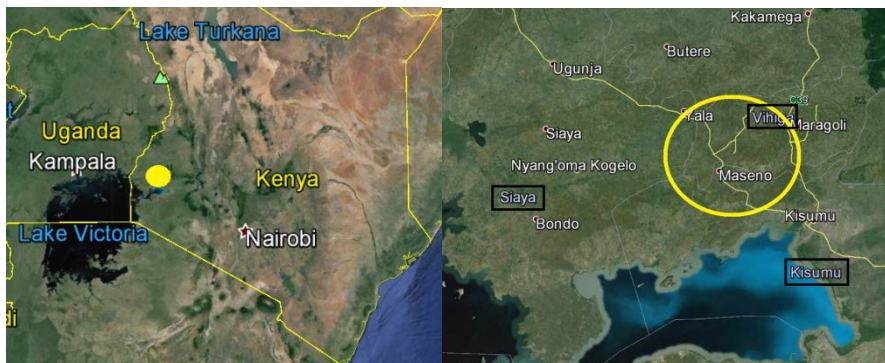 Lake Turkana
Uganda
Kampala
Kenya
Lake Victoria
Nairobi
di
Kakamega
Butere
Ugunja
Yala
Vihiga
Maragoli
Siaya
Nyang'oma Kogelo
Maseno
Siaya
Bondo
Kisumu
Kisumu